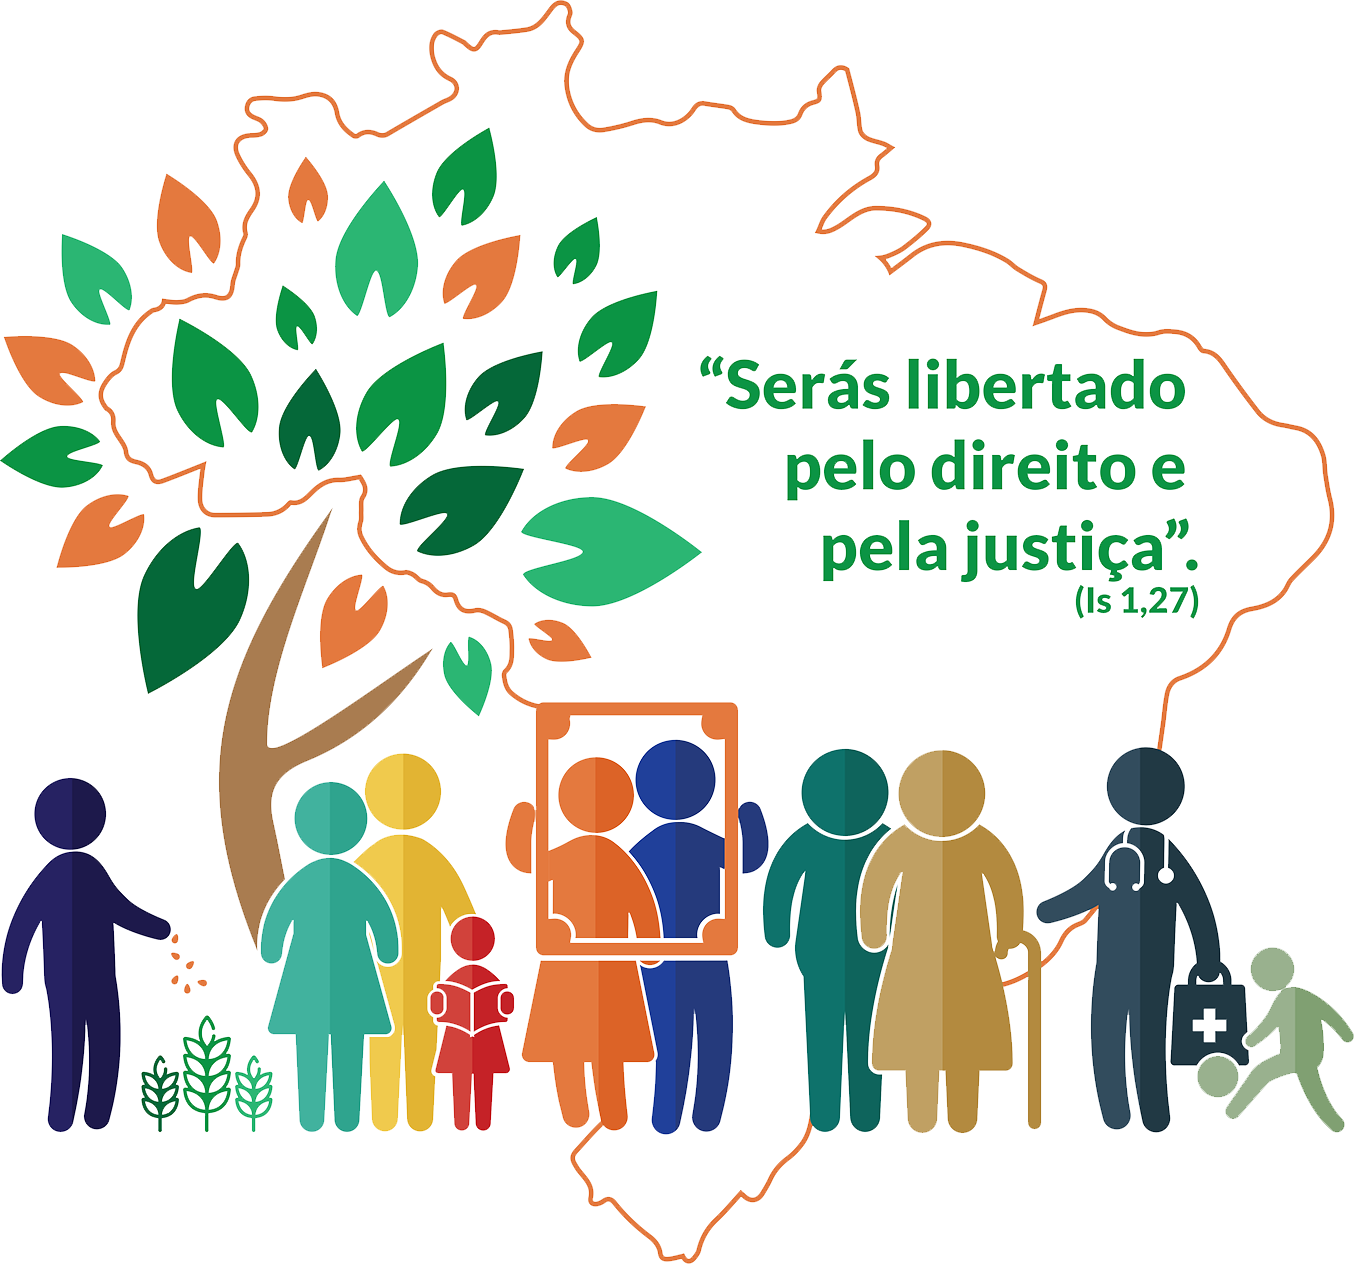 “Serás libertado
pelo direito e
pela justiça”.
(Is 1,27)